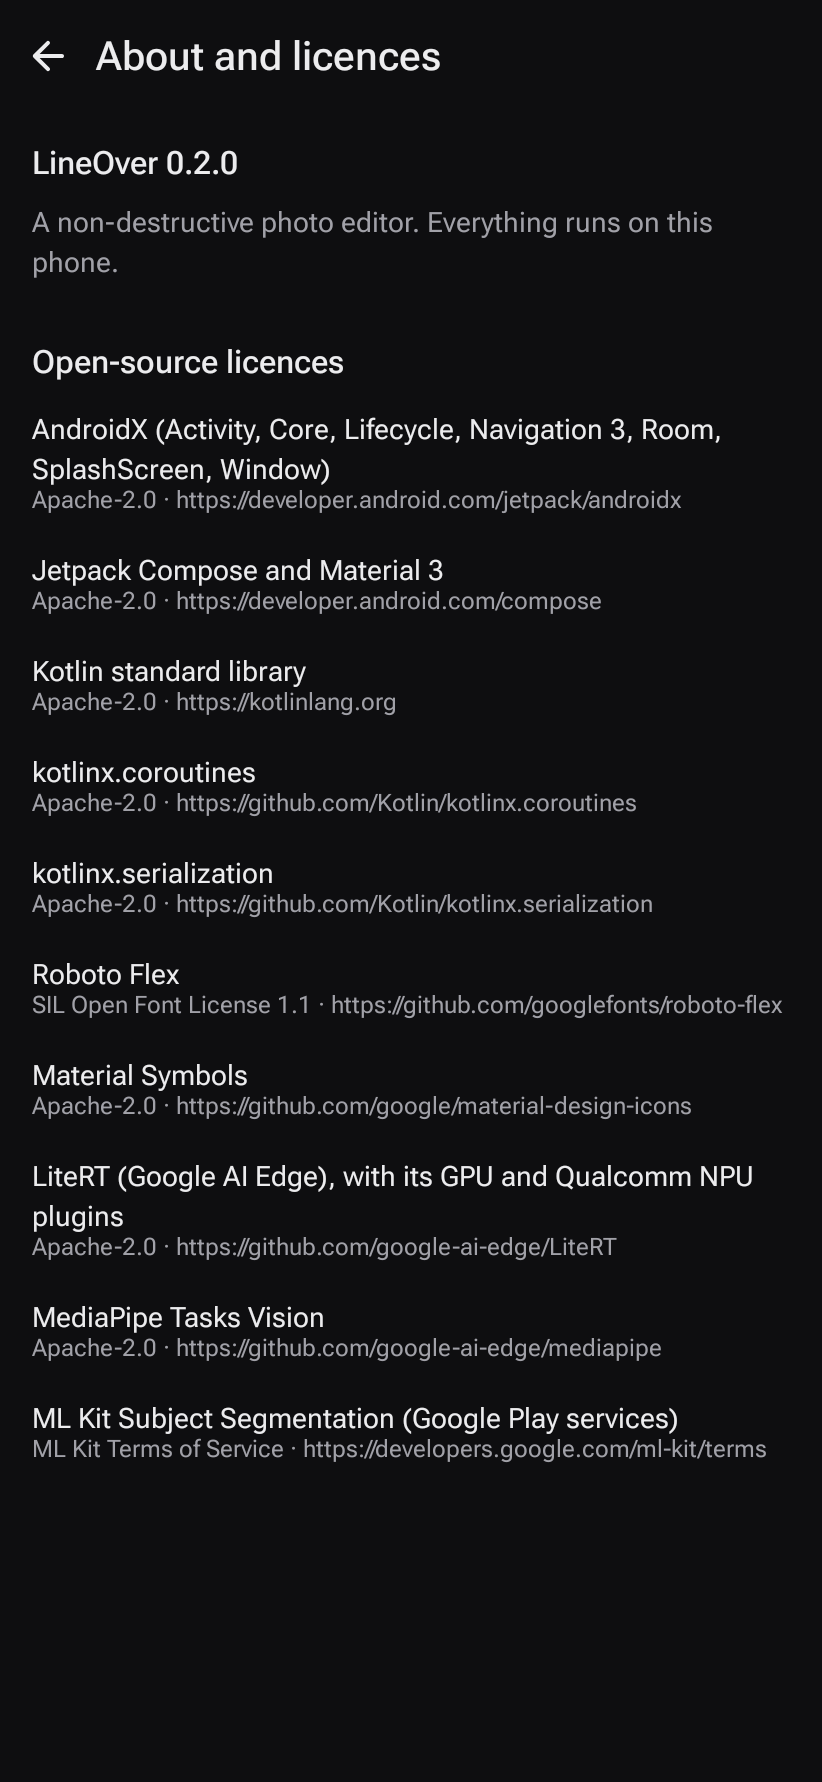 About and licences
LineOver 0.2.0
A non-destructive photo editor. Everything runs on this
phone.
Open-source licences
AndroidX (Activity, Core, Lifecycle, Navigation 3, Room,
SplashScreen, Window)
Apache-2.0 · https://developer.android.com/jetpack/androidx
Jetpack Compose and Material 3
Apache-2.0 · https://developer.android.com/compose
Kotlin standard library
Apache-2.0 · https://kotlinlang.org
kotlinx.coroutines
Apache-2.0 · https://github.com/Kotlin/kotlinx.coroutines
kotlinx.serialization
Apache-2.0 · https://github.com/Kotlin/kotlinx.serialization
Roboto Flex
SIL Open Font License 1.1 · https://github.com/googlefonts/roboto-flex
Material Symbols
Apache-2.0 · https://github.com/google/material-design-icons
LiteRT (Google AI Edge), with its GPU and Qualcomm NPU
plugins
Apache-2.0 · https://github.com/google-ai-edge/LiteRT
MediaPipe Tasks Vision
Apache-2.0 · https://github.com/google-ai-edge/mediapipe
ML Kit Subject Segmentation (Google Play services)
ML Kit Terms of Service · https://developers.google.com/ml-kit/terms